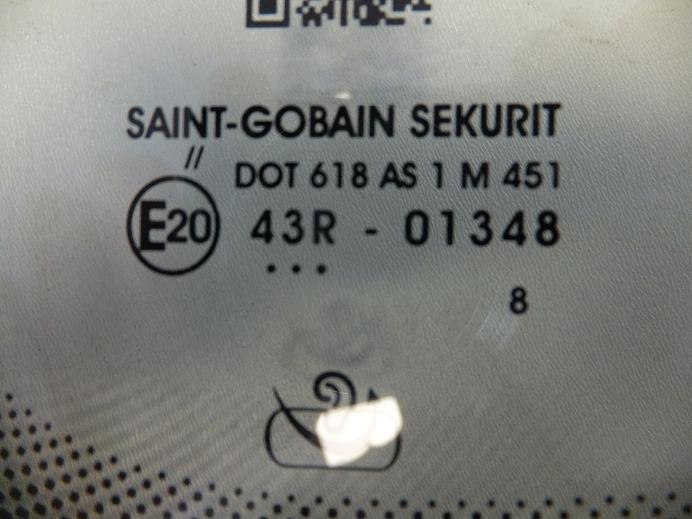 SAINT-GOBAIN SEKURIT
// DOT 618 AS 1 M 451
E20 43R - 01348
...
8